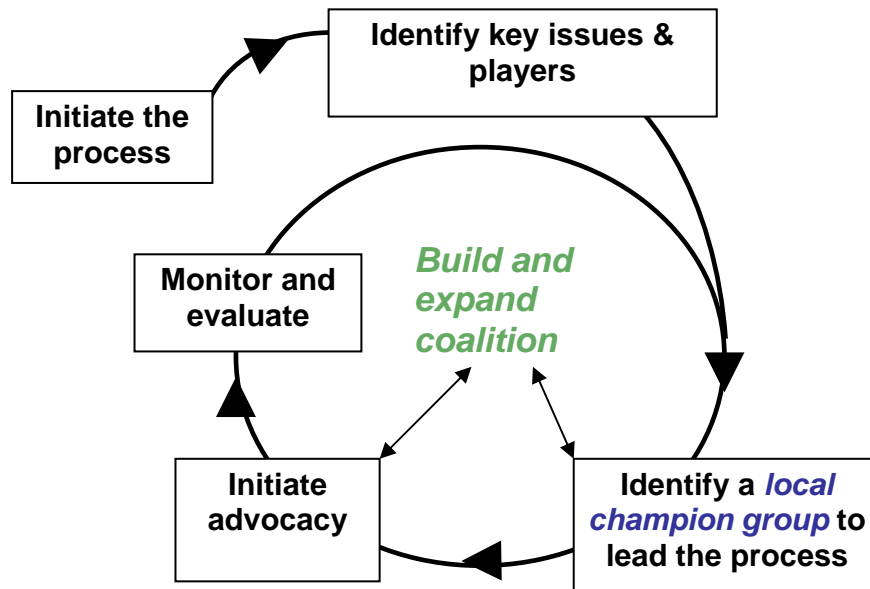 Identify key issues &
players
Initiate the
process
Monitor and
evaluate
Build and
expand
coalition
Initiate
advocacy
Identify a local
champion group to
lead the process